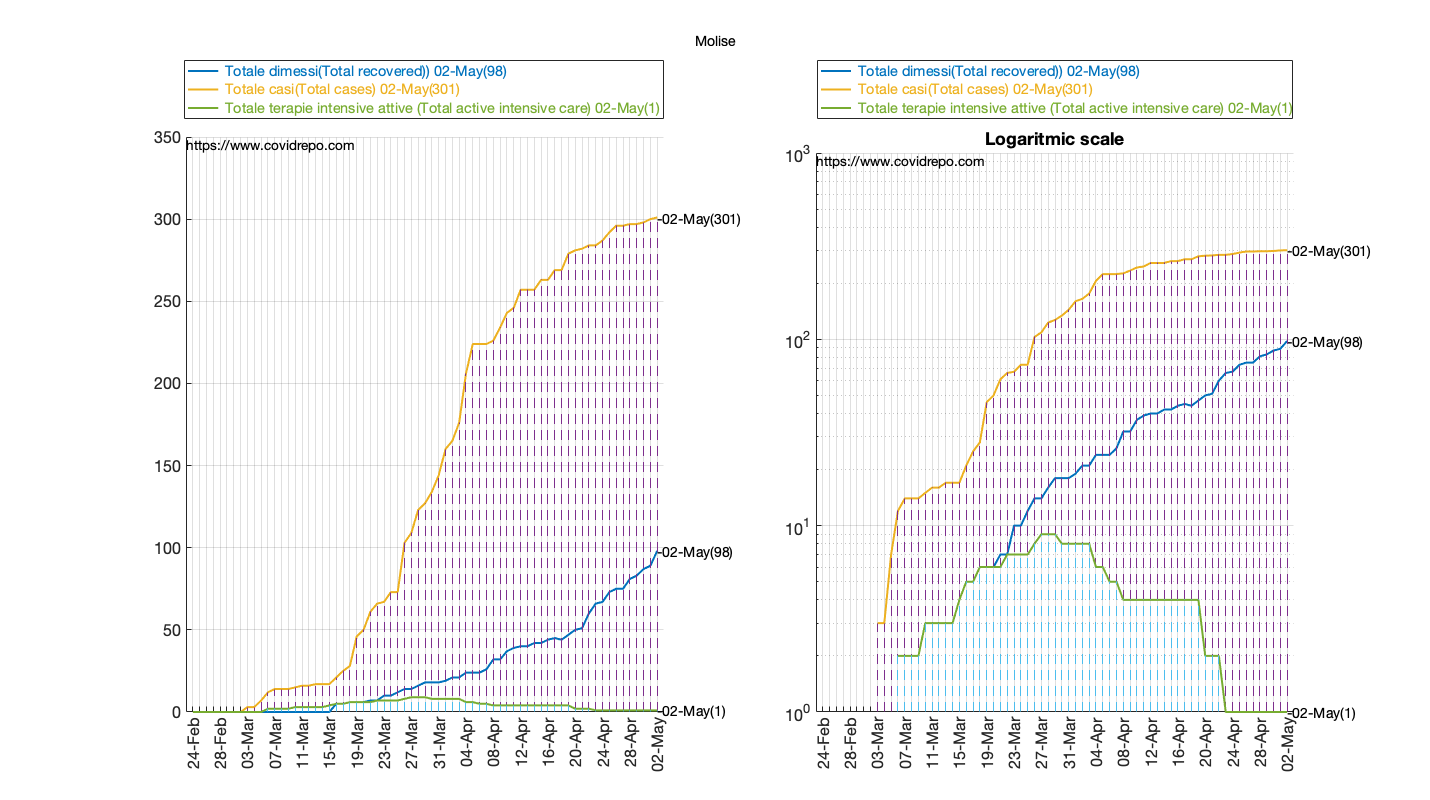 Molise
Totale dimessi(Total recovered)) 02-May(98)
Totale casi(Total cases) 02-May(301)
Totale terapie intensive attive (Total active intensive care) 02-May(1)
350
https://www.covidrepo.com
300
250
200
150
100
50
0
02-May(301)
02-May(98)
02-May(1)
24-Feb
28-Feb
03-Mar
07-Mar
11-Mar
15-Mar
19-Mar
23-Mar
27-Mar
31-Mar
04-Apr
08-Apr
12-Apr
16-Apr
20-Apr
24-Apr
28-Apr
02-May
Totale dimessi(Total recovered)) 02-May(98)
Totale casi(Total cases) 02-May(301)
Totale terapie intensive attive (Total active intensive care) 02-May(1)
Logaritmic scale
10^3
https://www.covidrepo.com
10^2
10^1
10^0
02-May(301)
02-May(98)
02-May(1)
24-Feb
28-Feb
03-Mar
07-Mar
11-Mar
15-Mar
19-Mar
23-Mar
27-Mar
31-Mar
04-Apr
08-Apr
12-Apr
16-Apr
20-Apr
24-Apr
28-Apr
02-May